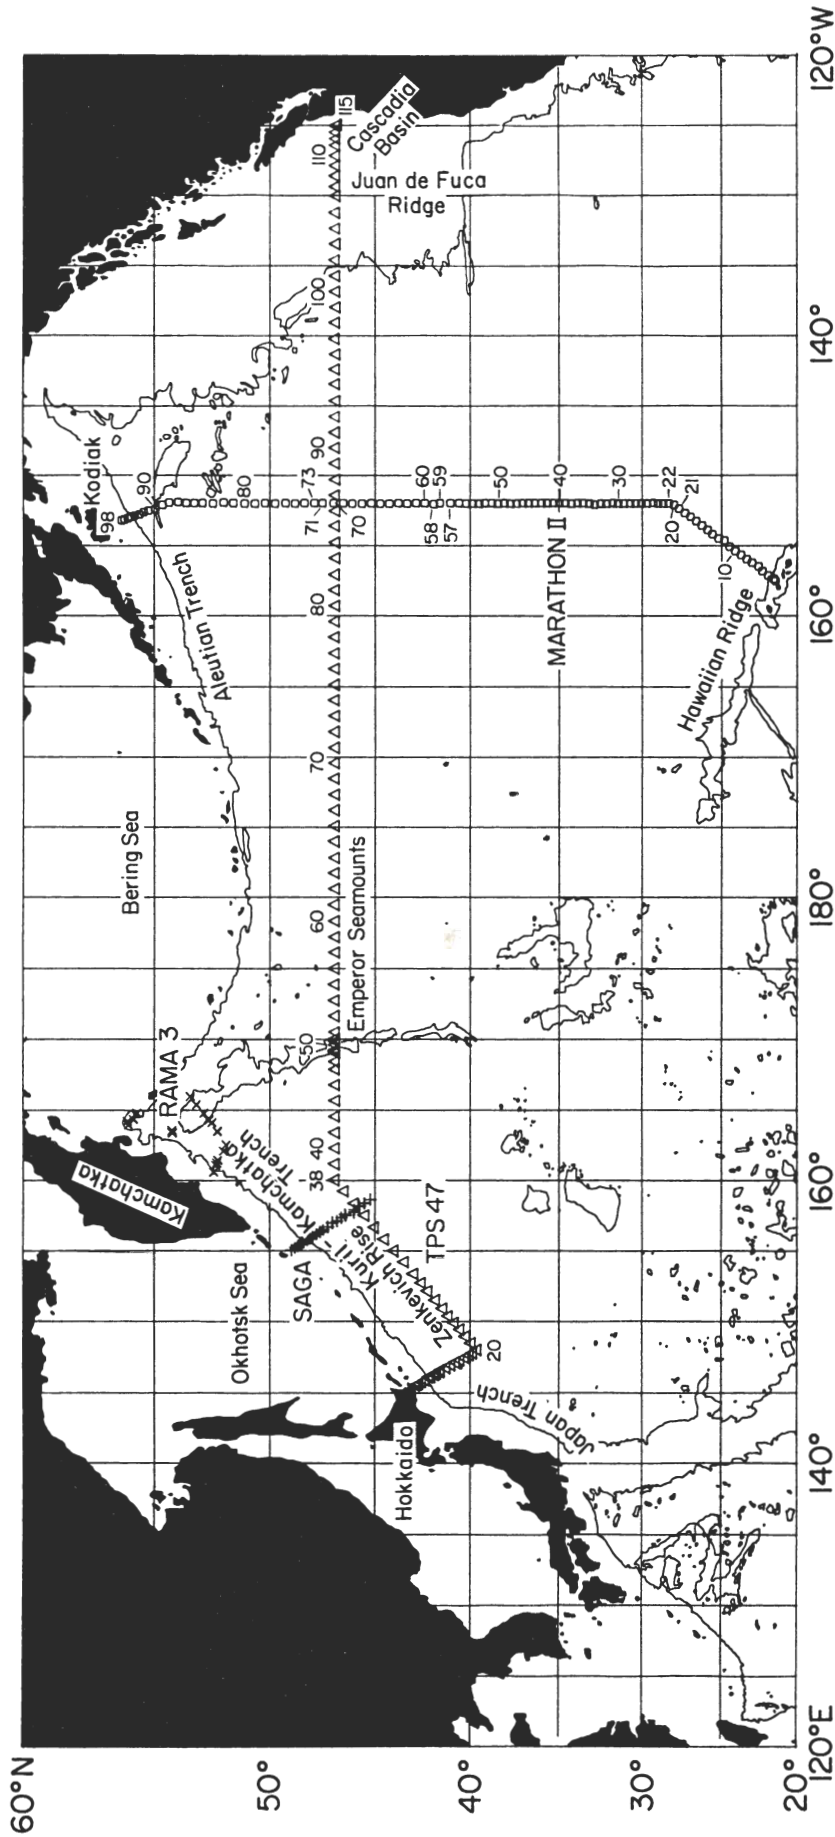 60°N
50°
40°
30°
20°
120°E
140°
160°
180°
160°
140°
120°W
Kamchatka
Okhotsk Sea
Hokkaido
SAGA
Kuril - Kamchatka
Trench
Zenkevich Rise
TPS 47
20
Japan Trench
RAMA 3
Bering Sea
Emperor Seamounts
38
40
50
60
70
80
90
100
110
115
Aleutian Trench
Kodiak
98
90
80
73
71
70
60
59
58
57
50
40
30
22
21
20
10
MARATHON II
Hawaiian Ridge
Juan de Fuca
Ridge
Cascadia
Basin